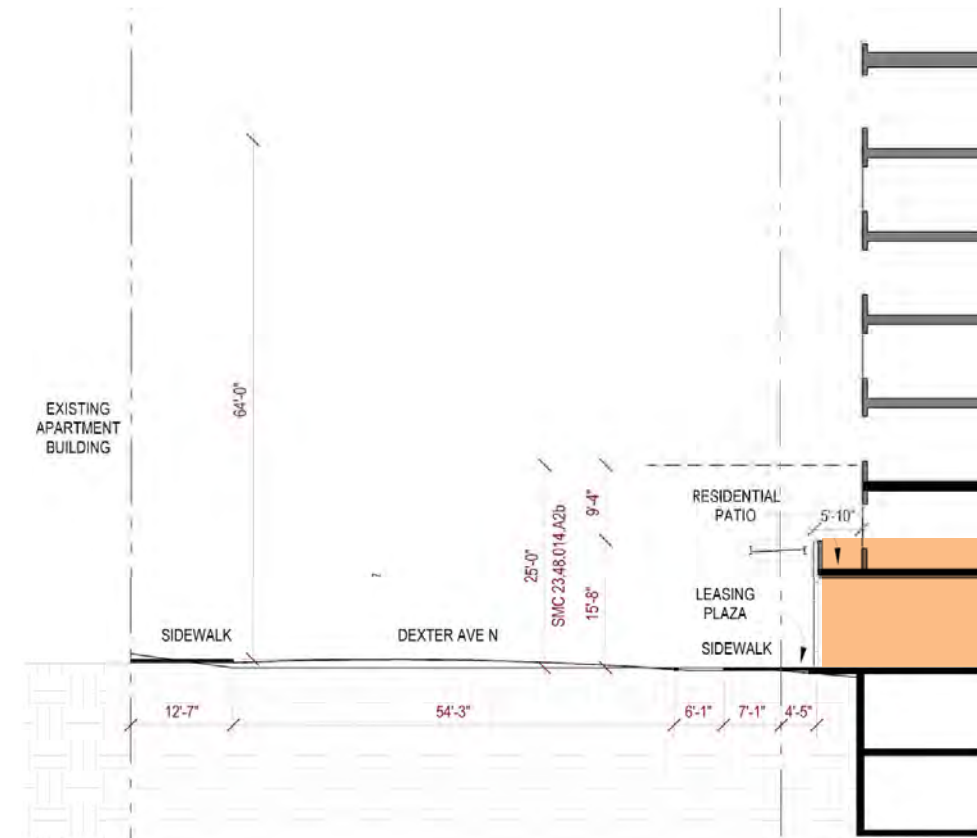 64'-0"
EXISTING
APARTMENT
BUILDING
9'-4"
RESIDENTIAL
PATIO
5'-10"
25'-0"
SMC 23.48.014.A2b
15'-8"
LEASING
PLAZA
SIDEWALK
DEXTER AVE N
SIDEWALK
12'-7"
54'-3"
6'-1"
7'-1"
4'-5"